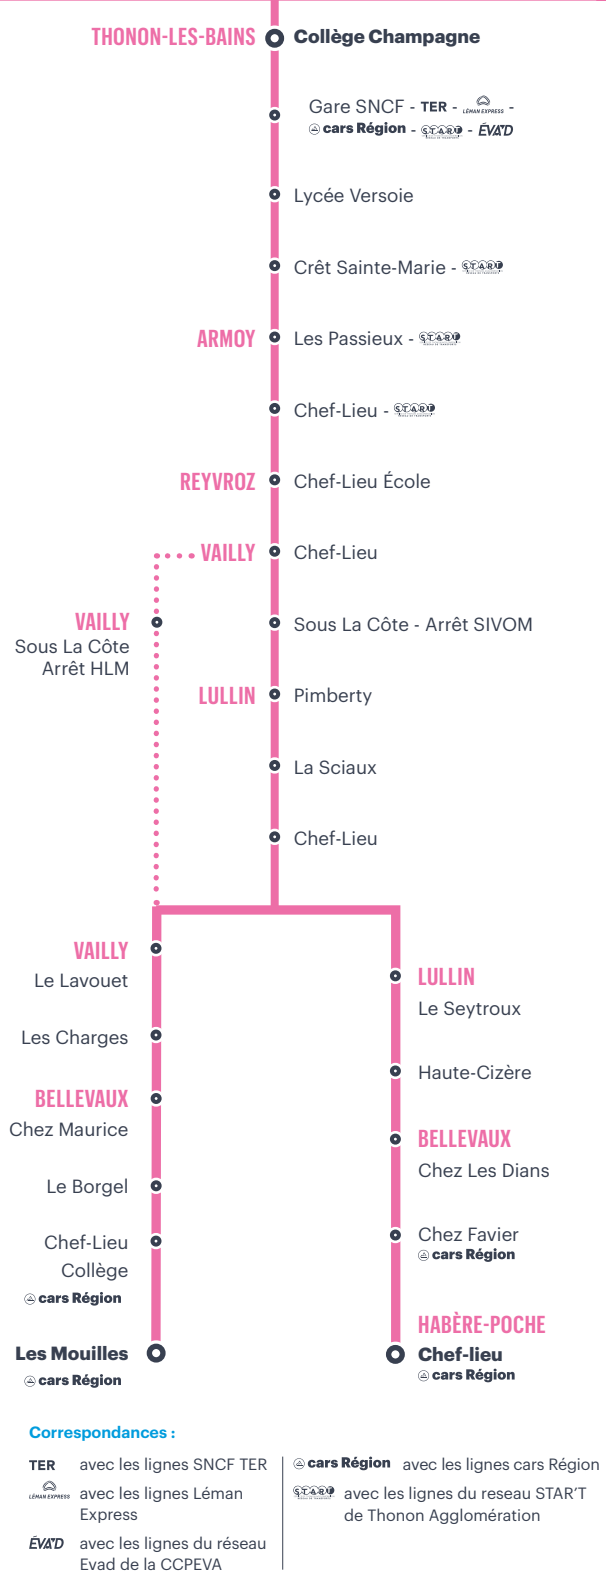 THONON-LES-BAINS Collège Champagne
Gare SNCF - TER - LÉMAN EXPRESS -
cars Région - START - ÉVAD
Lycée Versoie
Crêt Sainte-Marie - START
ARMOY Les Passieux - START
Chef-Lieu - START
REYVROZ Chef-Lieu École
VAILLY Chef-Lieu
VAILLY
Sous La Côte
Arrêt HLM
Sous La Côte - Arrêt SIVOM
LULLIN Pimberty
La Sciaux
Chef-Lieu
VAILLY
Le Lavouet
Les Charges
BELLEVAUX
Chez Maurice
Le Borgel
Chef-Lieu
Collège
cars Région
Les Mouilles
cars Région
LULLIN
Le Seytroux
Haute-Cizère
BELLEVAUX
Chez Les Dians
Chez Favier
cars Région
HABÈRE-POCHE
Chef-lieu
cars Région
Correspondances :
TER avec les lignes SNCF TER
LÉMAN EXPRESS avec les lignes Léman
Express
ÉVAD avec les lignes du réseau
Evad de la CCPEVA
cars Région avec les lignes cars Région
START avec les lignes du reseau STAR'T
de Thonon Agglomération